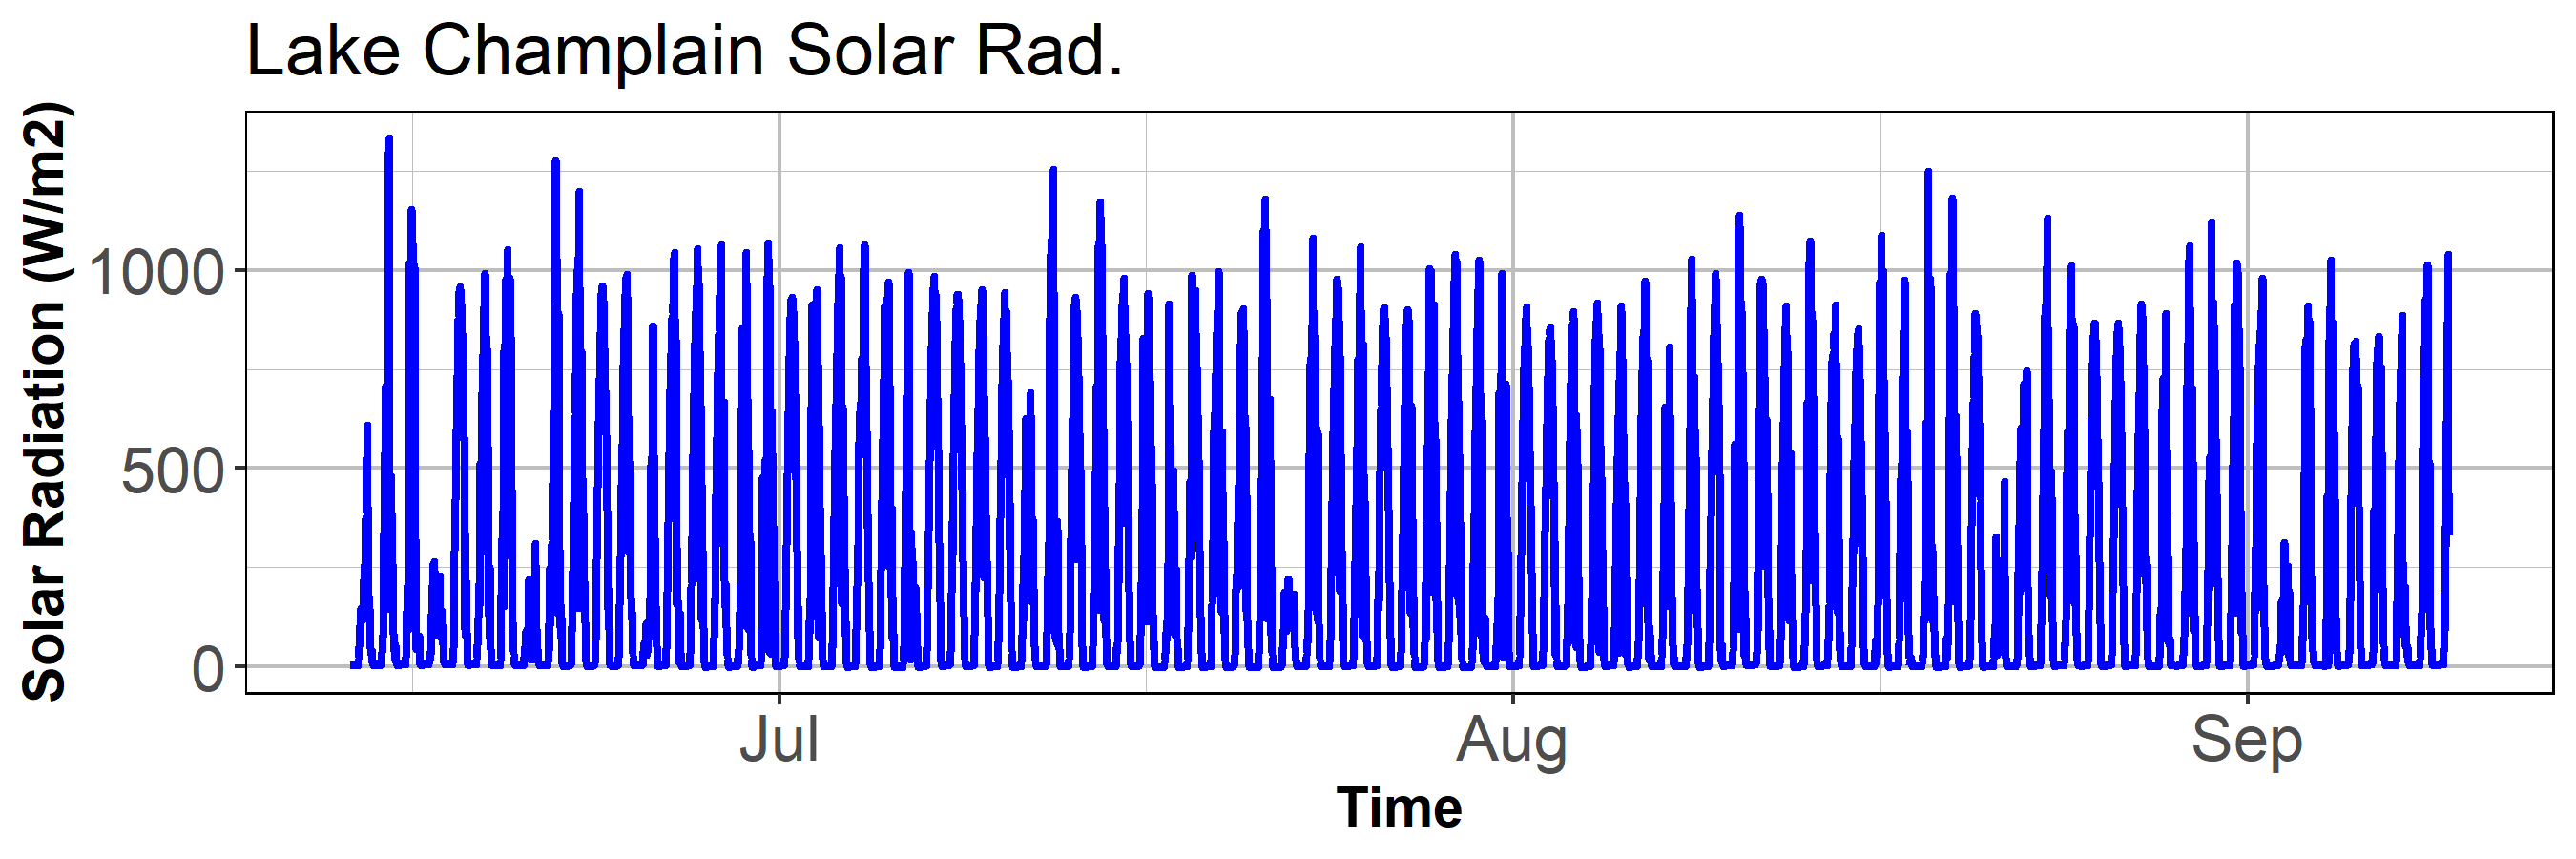 Lake Champlain Solar Rad.
Solar Radiation (W/m2)
1000
500
0
Jul
Aug
Sep
Time